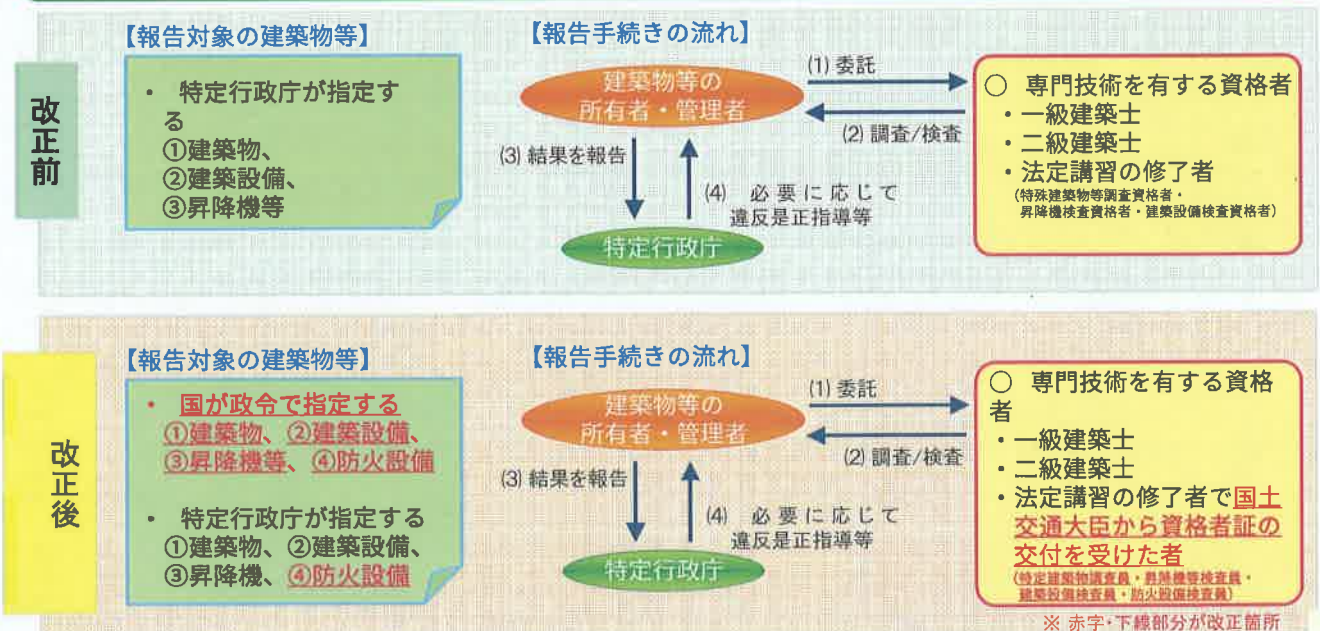 改正前
【報告対象の建築物等】
・ 特定行政庁が指定す
る
①建築物、
②建築設備、
③昇降機等
【報告手続きの流れ】
建築物等の
所有者・管理者
(1) 委託
(2) 調査/検査
(3) 結果を報告
(4) 必要に応じて
違反是正指導等
特定行政庁
○ 専門技術を有する資格者
・一級建築士
・二級建築士
・法定講習の修了者
(特殊建築物等調査資格者・
昇降機検査資格者・建築設備検査資格者)
改正後
【報告対象の建築物等】
・ 国が政令で指定する
①建築物、②建築設備、
③昇降機等、④防火設備
・ 特定行政庁が指定する
①建築物、②建築設備、
③昇降機、④防火設備
【報告手続きの流れ】
建築物等の
所有者・管理者
(1) 委託
(2) 調査/検査
(3) 結果を報告
(4) 必要に応じて
違反是正指導等
特定行政庁
○ 専門技術を有する資格
者
・一級建築士
・二級建築士
・法定講習の修了者で国土
交通大臣から資格者証の
交付を受けた者
(特定建築物調査員・昇降機等検査員・
建築設備検査員・防火設備検査員)
※ 赤字・下線部分が改正箇所